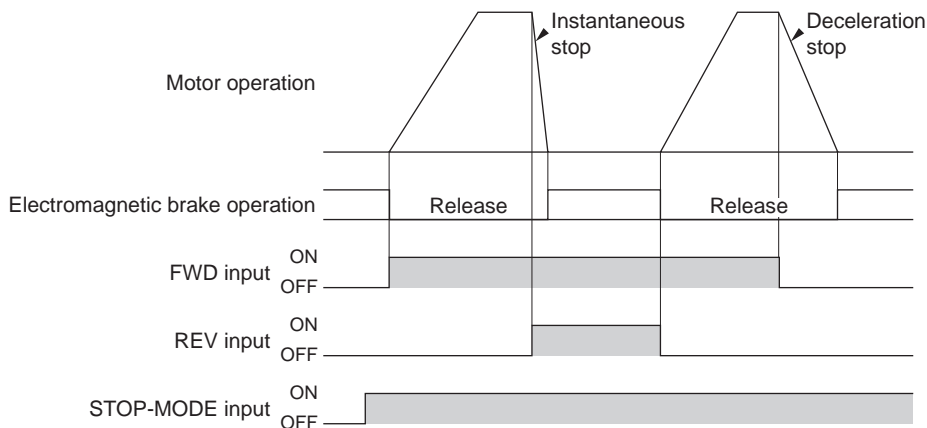 Instantaneous
stop
Deceleration
stop
Motor operation
Electromagnetic brake operation
Release
Release
FWD input
ON
OFF
REV input
ON
OFF
STOP-MODE input
ON
OFF